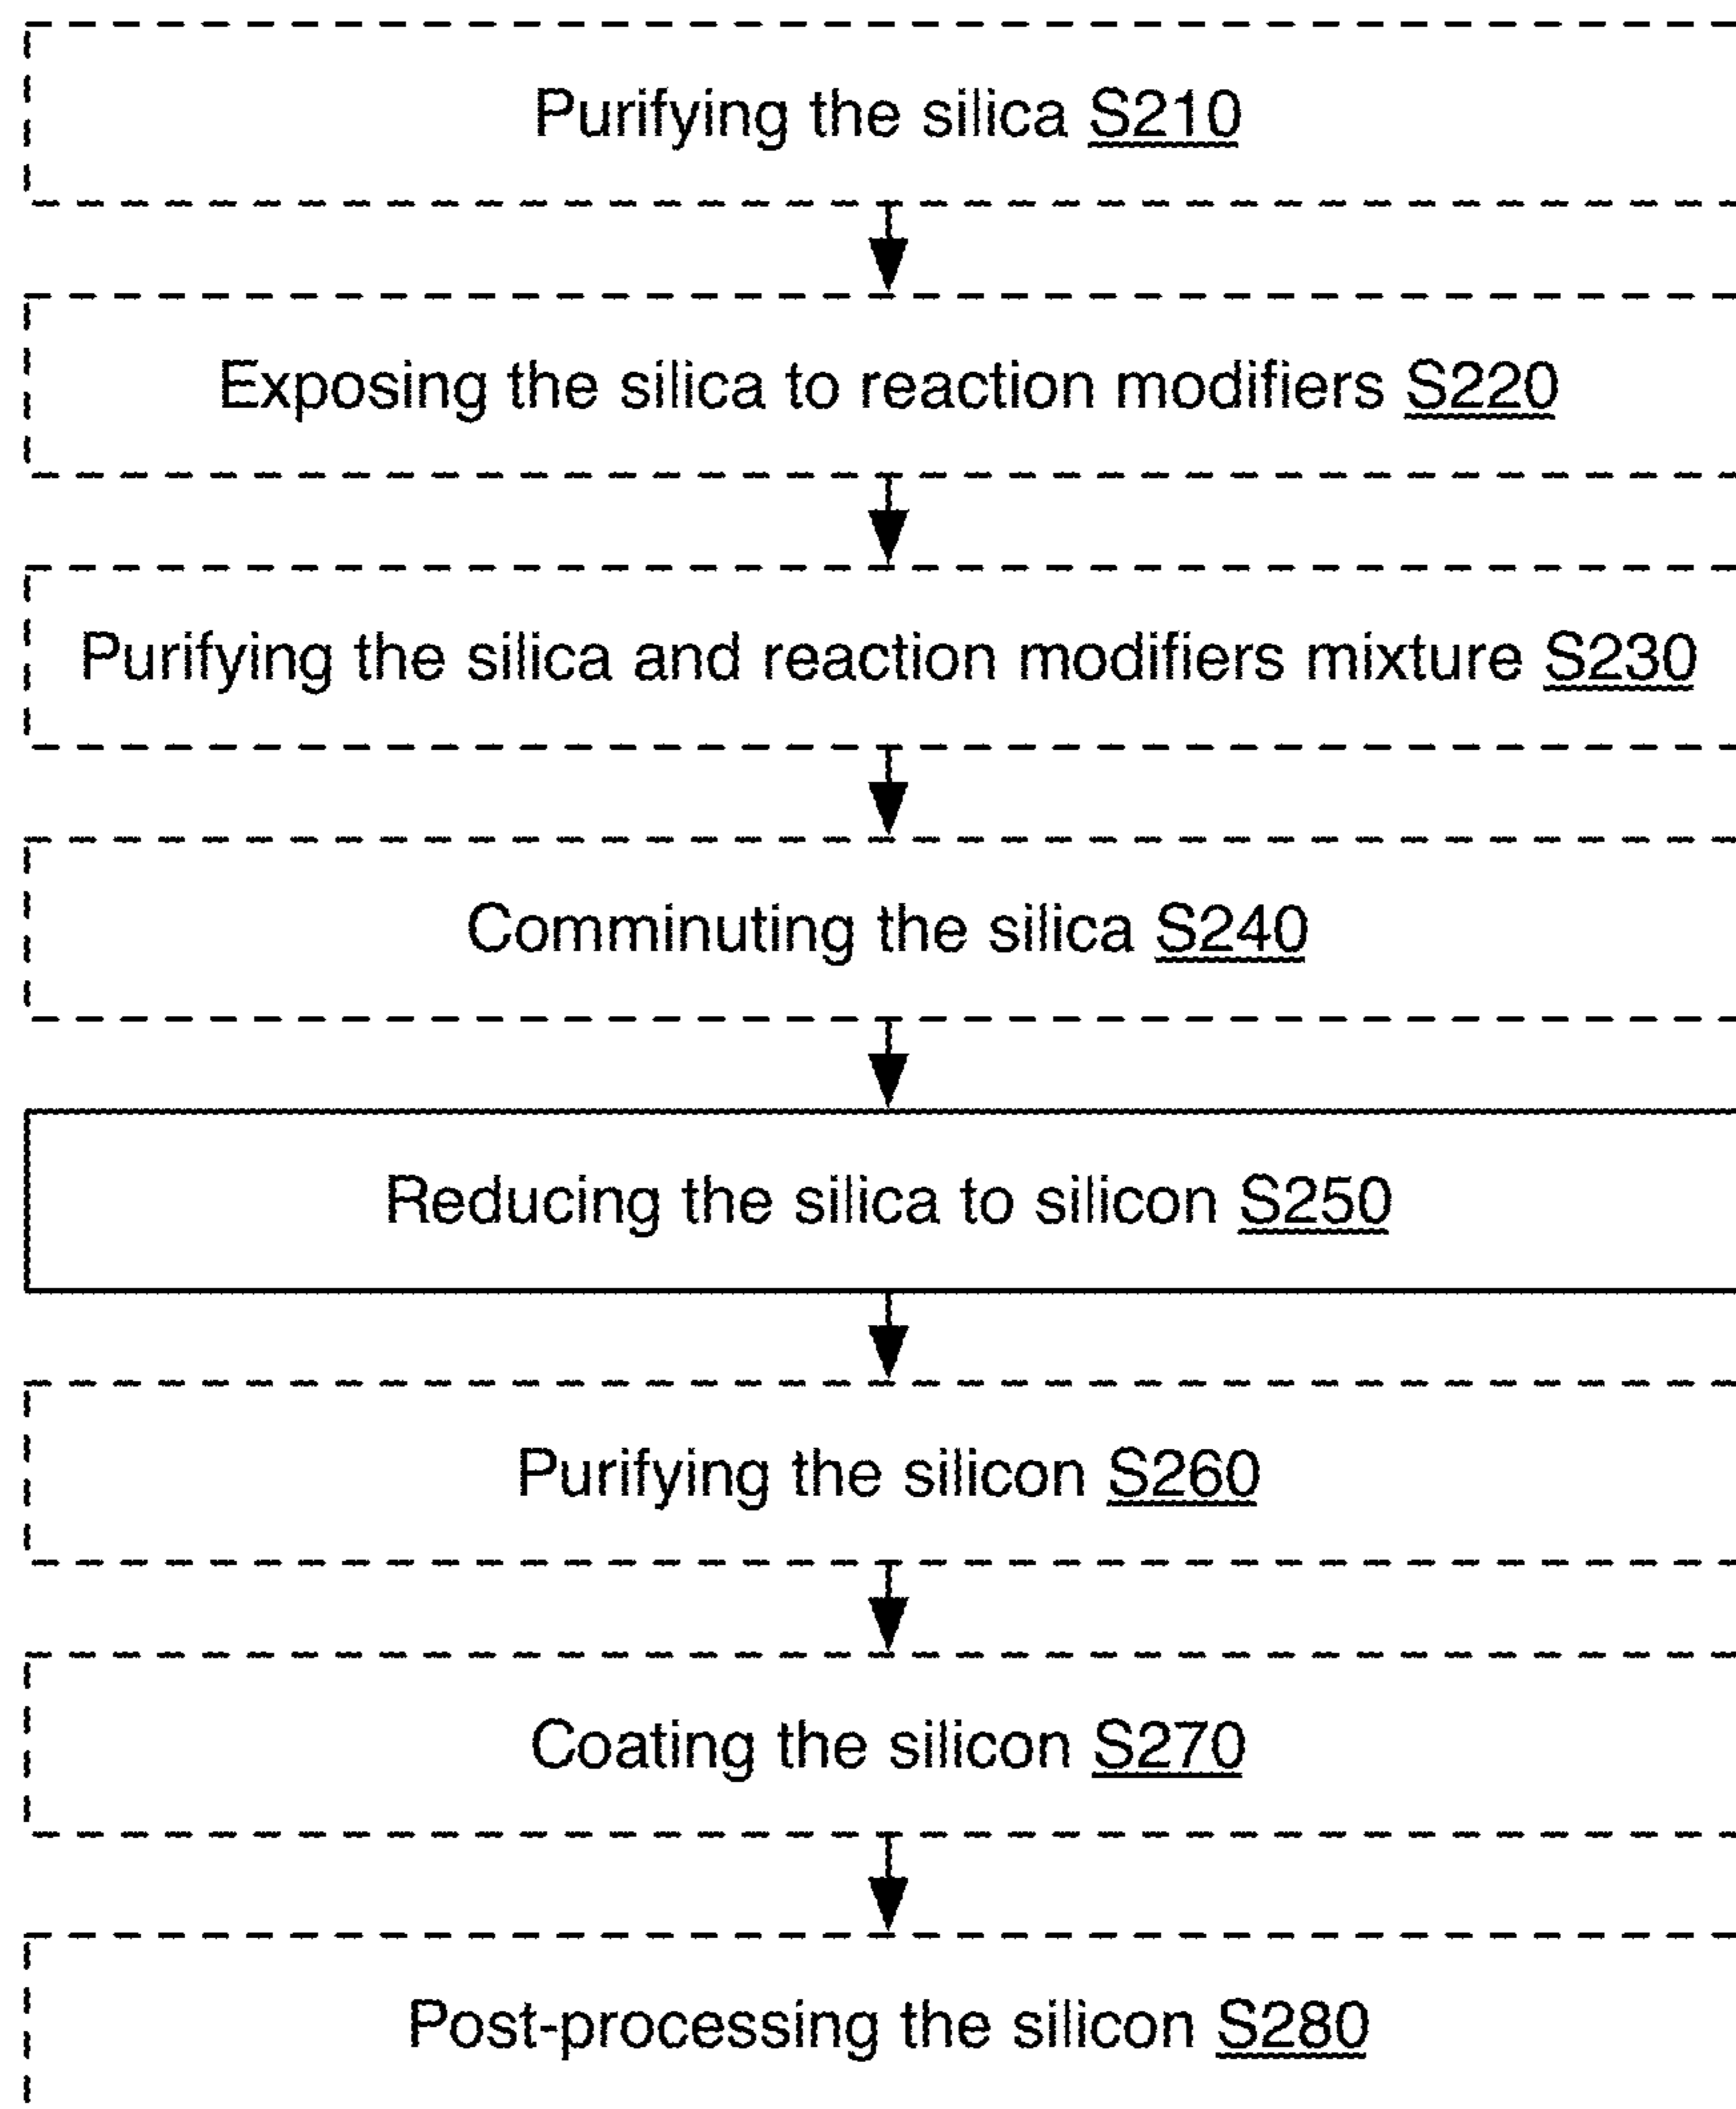 Purifying the silica S210
Exposing the silica to reaction modifiers S220
Purifying the silica and reaction modifiers mixture S230
Comminuting the silica S240
Reducing the silica to silicon S250
Purifying the silicon S260
Coating the silicon S270
Post-processing the silicon S280